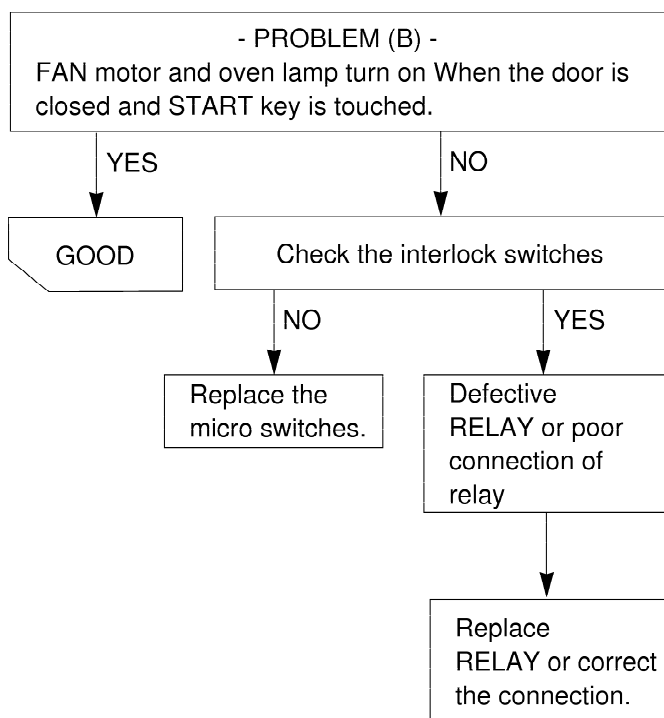 - PROBLEM (B) -
FAN motor and oven lamp turn on When the door is
closed and START key is touched.
YES
NO
GOOD
Check the interlock switches
NO
YES
Replace the
micro switches.
Defective
RELAY or poor
connection of
relay
Replace
RELAY or correct
the connection.